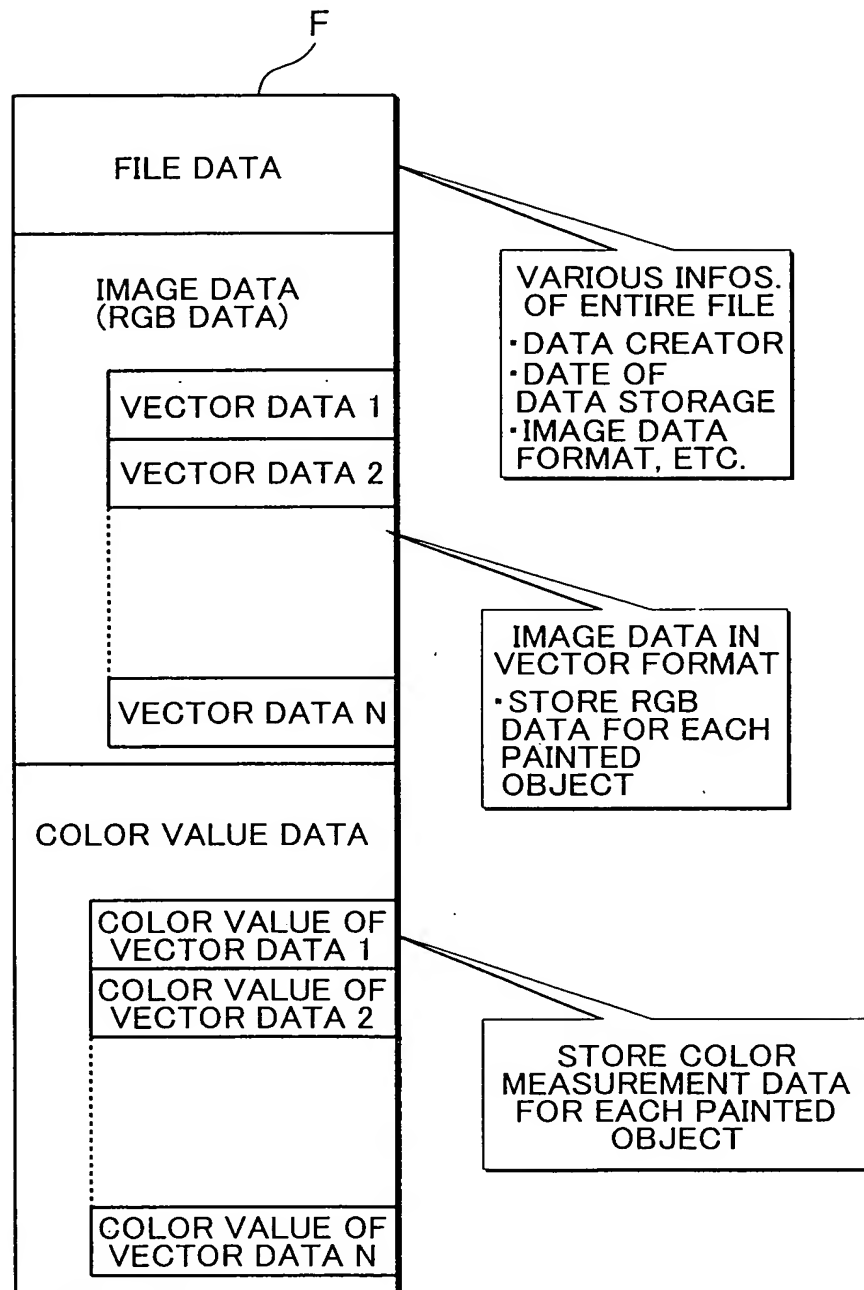 F
FILE DATA
VARIOUS INFOS.
OF ENTIRE FILE
・DATA CREATOR
・DATE OF
DATA STORAGE
・IMAGE DATA
FORMAT, ETC.
IMAGE DATA
(RGB DATA)
VECTOR DATA 1
VECTOR DATA 2
VECTOR DATA N
IMAGE DATA IN
VECTOR FORMAT
・STORE RGB
DATA FOR EACH
PAINTED
OBJECT
COLOR VALUE DATA
COLOR VALUE OF
VECTOR DATA 1
COLOR VALUE OF
VECTOR DATA 2
COLOR VALUE OF
VECTOR DATA N
STORE COLOR
MEASUREMENT DATA
FOR EACH PAINTED
OBJECT